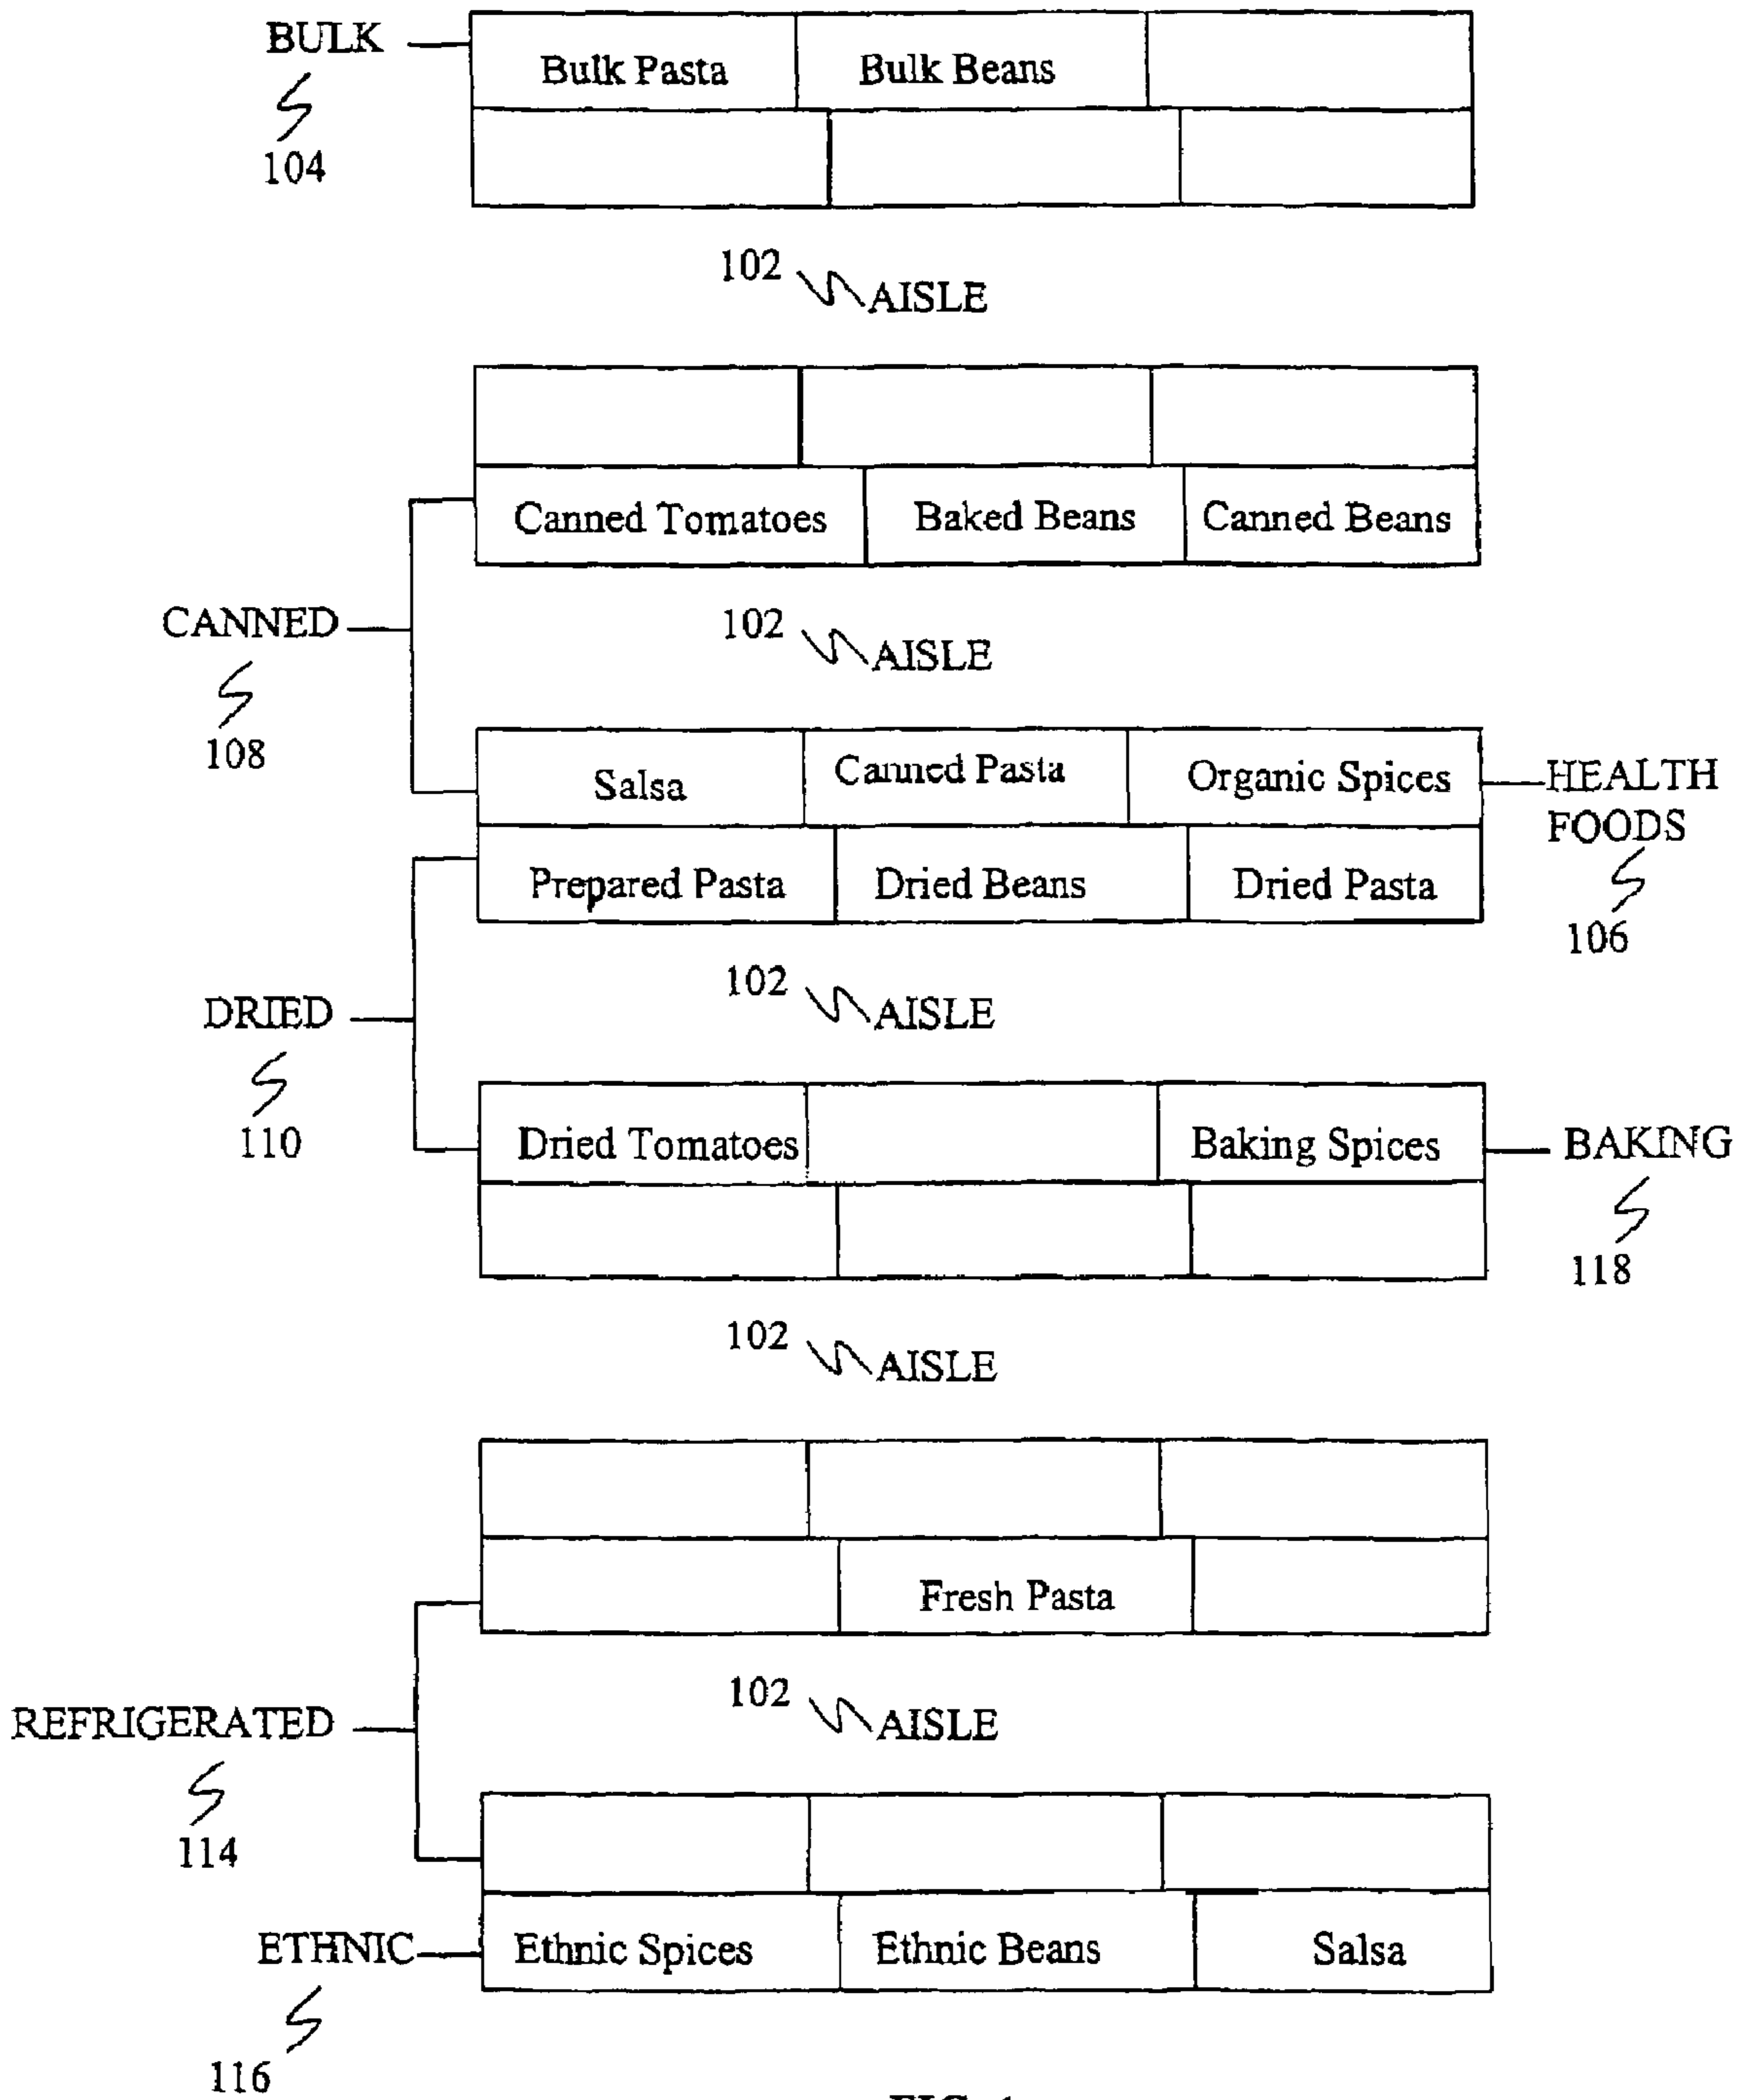 BULK
104
Bulk Pasta
Bulk Beans
102
AISLE
Canned Tomatoes
Baked Beans
Canned Beans
CANNED
108
102
AISLE
Salsa
Canned Pasta
Organic Spices
HEALTH
FOODS
106
Prepared Pasta
Dried Beans
Dried Pasta
DRIED
110
102
AISLE
Dried Tomatoes
Baking Spices
BAKING
118
102
AISLE
Fresh Pasta
REFRIGERATED
114
102
AISLE
ETHNIC
116
Ethnic Spices
Ethnic Beans
Salsa